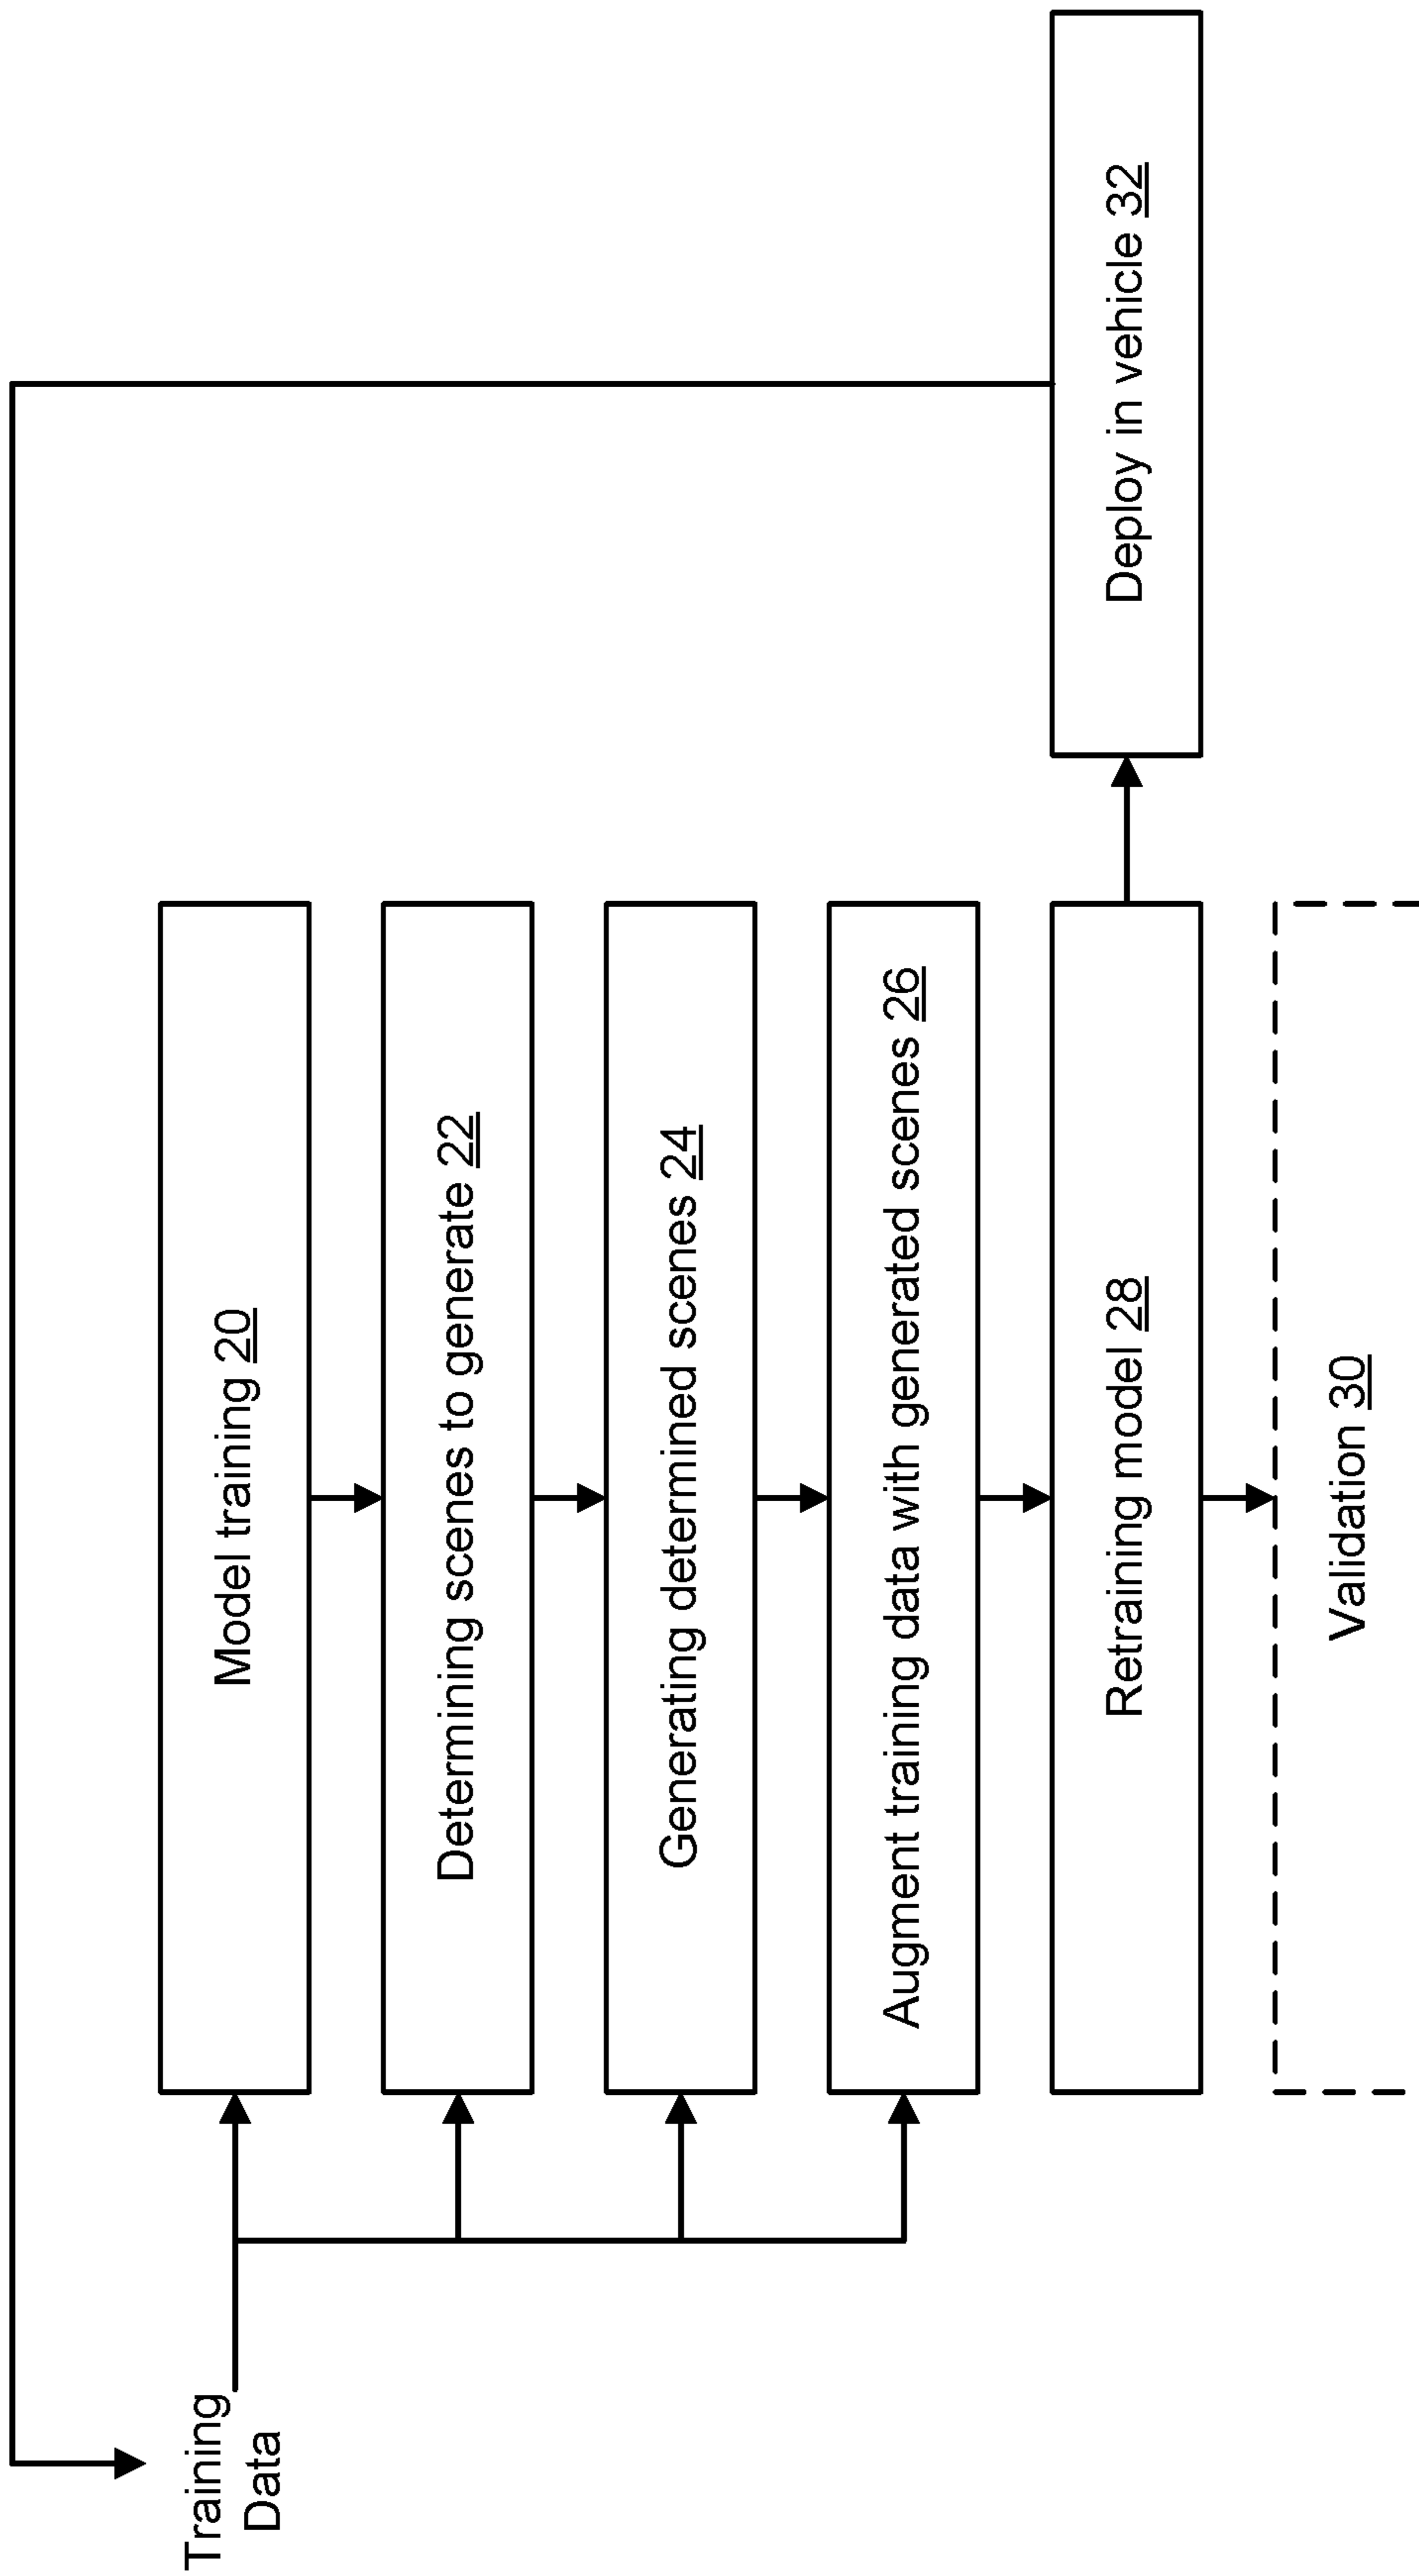 Training
Data
Model training 20
Determining scenes to generate 22
Generating determined scenes 24
Augment training data with generated scenes 26
Retraining model 28
Deploy in vehicle 32
Validation 30